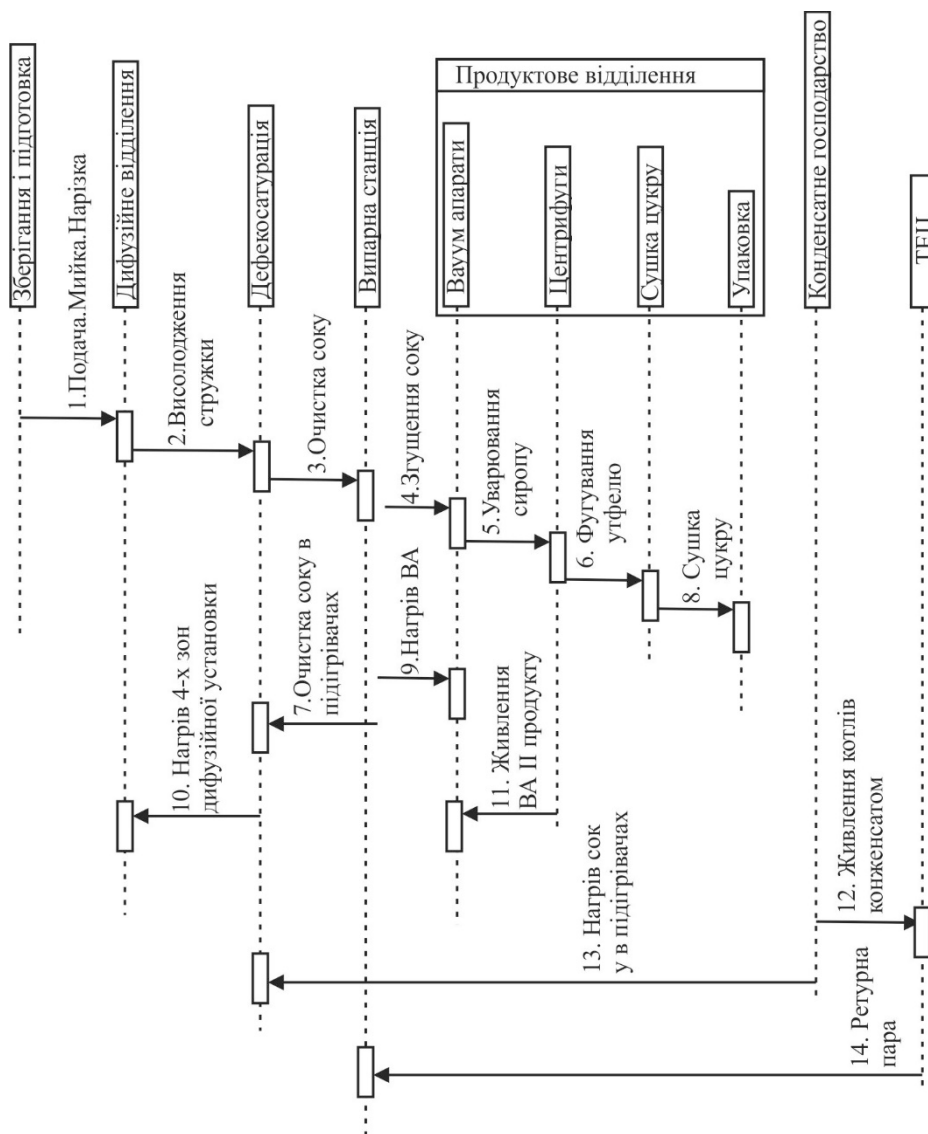 Зберігання і підготовка
Дифузійне відділення
Дефекосатурація
Випарна станція
Продуктове відділення
Вауум апарати
Центрифуги
Сушка цукру
Упаковка
Конденсатне господарство
ТЕЦ
1.Подача.Мийка.Нарізка
2.Висолодження
стружки
3.Очистка соку
4.Згущення соку
5.Уварювання
сиропу
6. Фугування
утфелю
8. Сушка
цукру
7.Очистка соку в
підігрівачах
9.Нагрів ВА
10. Нагрів 4-х зон
дифузійної установки
11. Живлення
ВА ІІ продукту
12. Живлення котлів
конженсатом
13. Нагрів сок
у в підігрівачах
14. Ретурна
пара